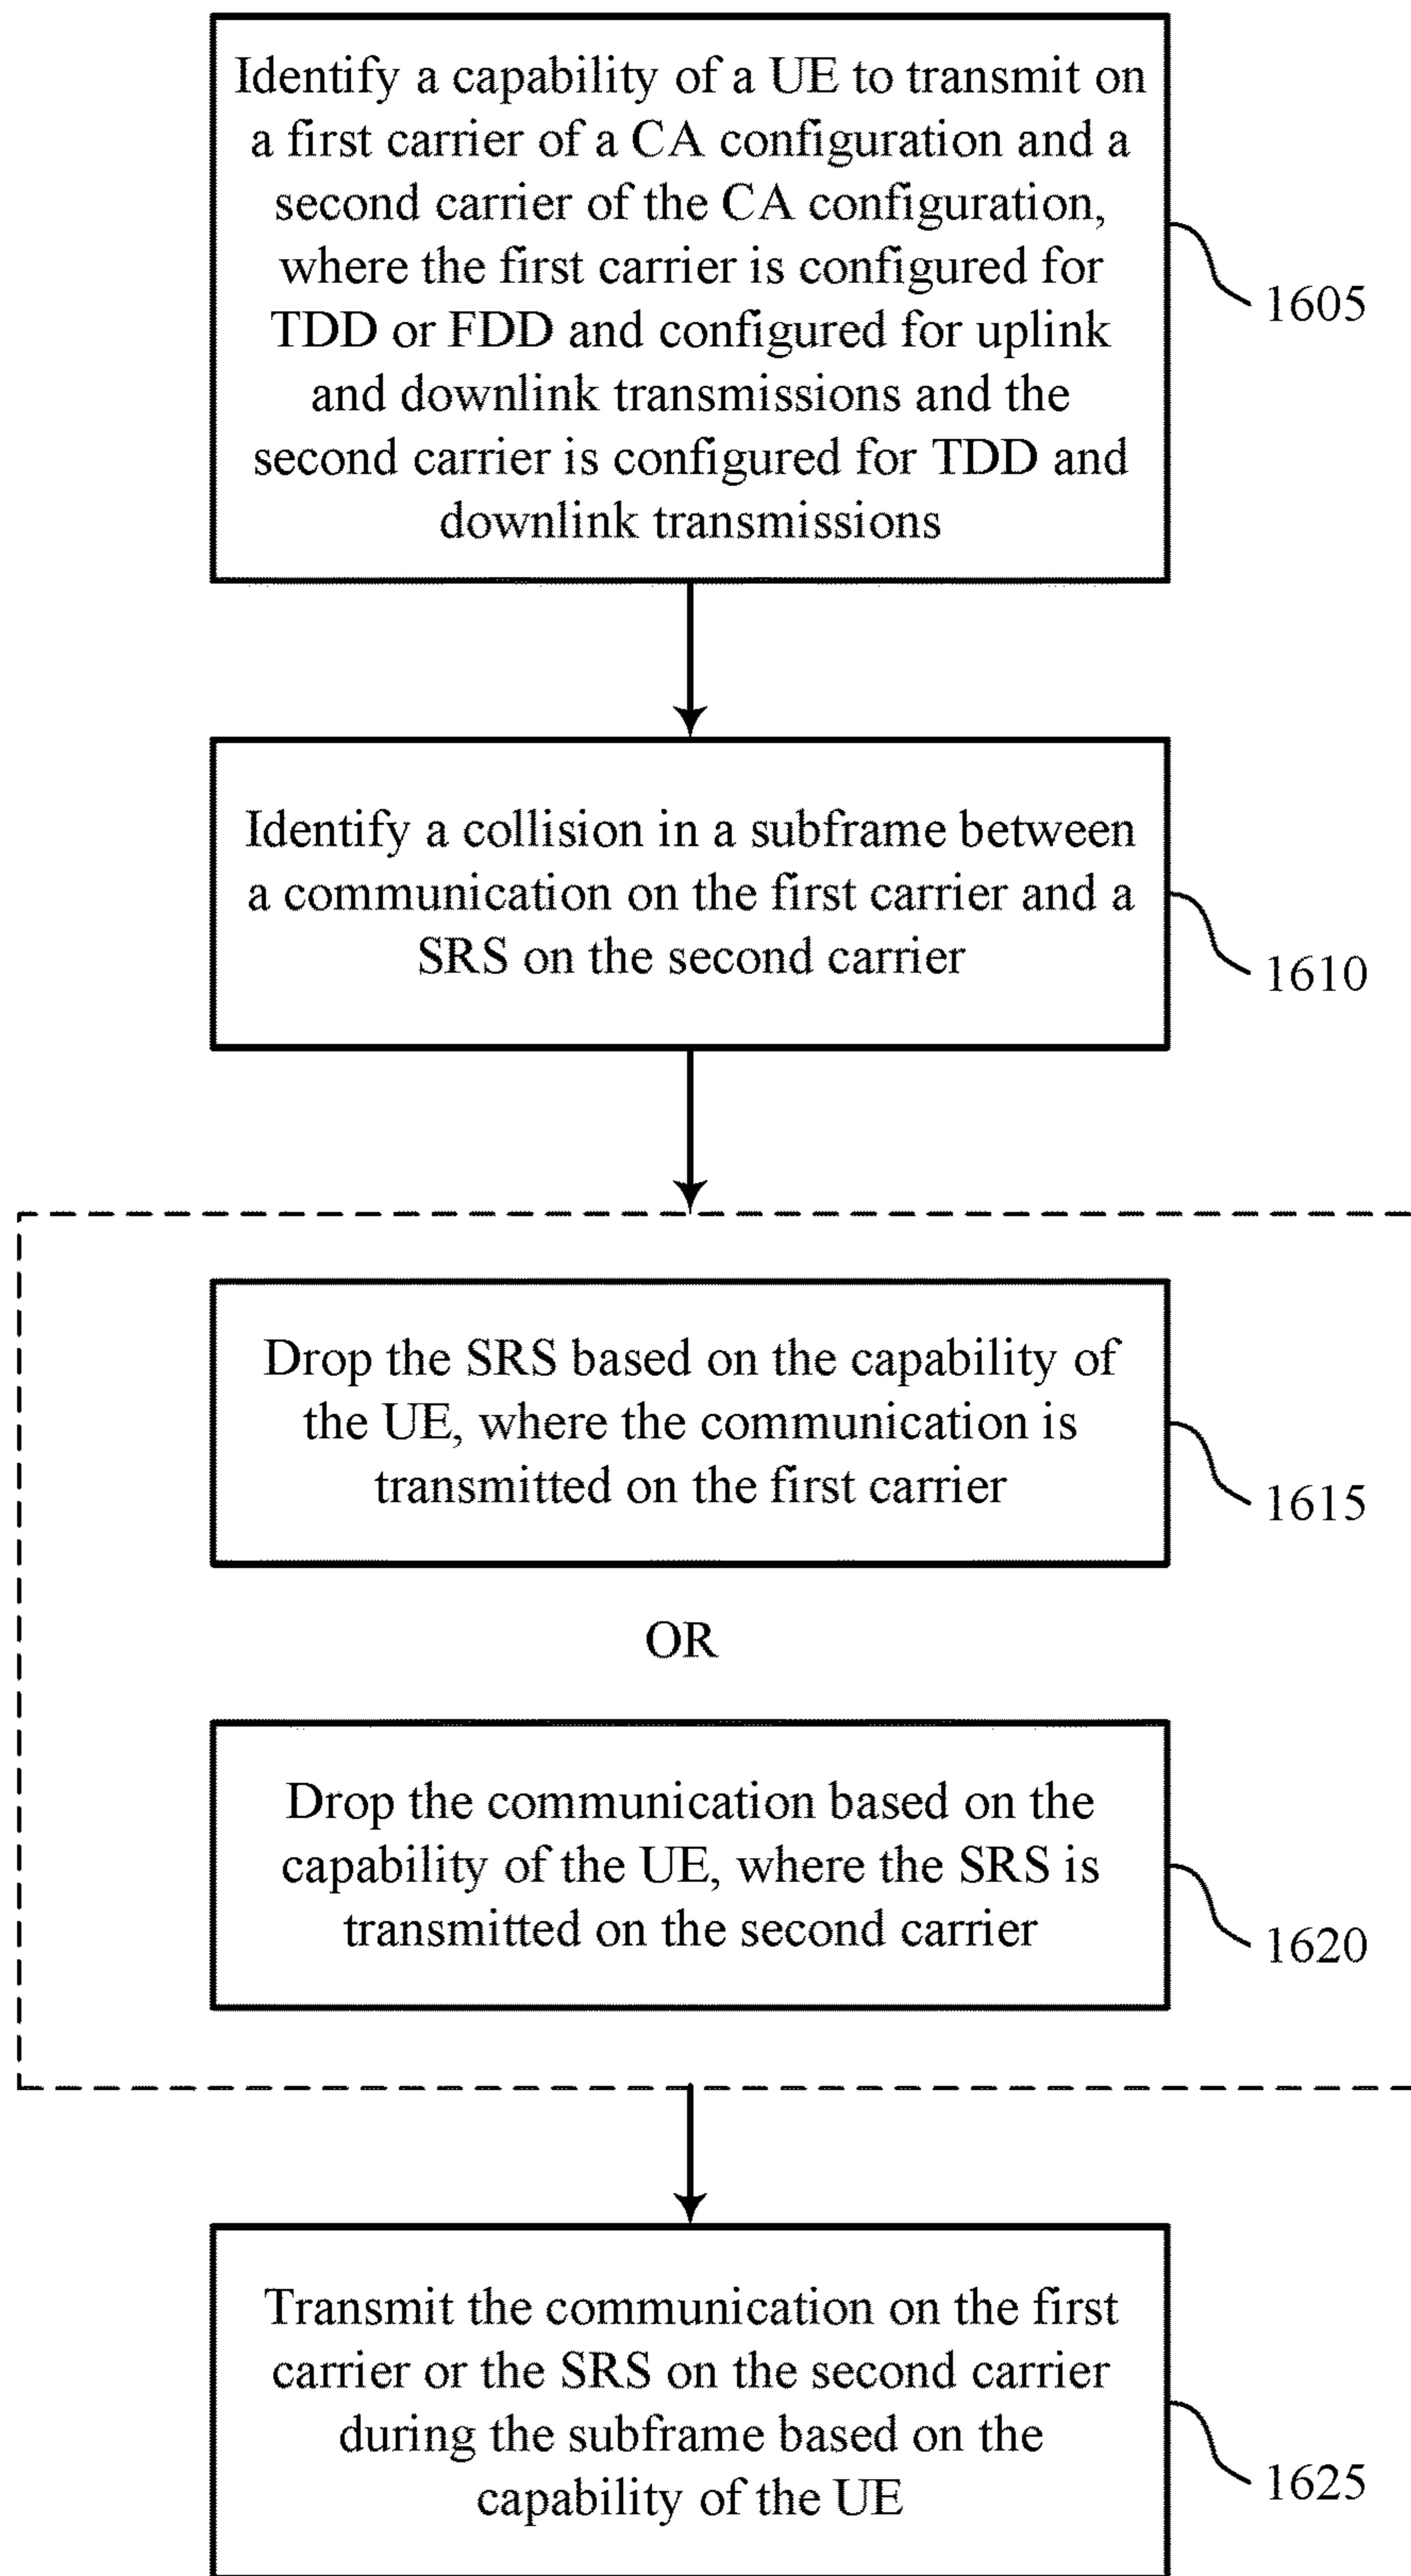 Identify a capability of a UE to transmit on
a first carrier of a CA configuration and a
second carrier of the CA configuration,
where the first carrier is configured for
TDD or FDD and configured for uplink
and downlink transmissions and the
second carrier is configured for TDD and
downlink transmissions
1605
Identify a collision in a subframe between
a communication on the first carrier and a
SRS on the second carrier
1610
Drop the SRS based on the capability of
the UE, where the communication is
transmitted on the first carrier
1615
OR
Drop the communication based on the
capability of the UE, where the SRS is
transmitted on the second carrier
1620
Transmit the communication on the first
carrier or the SRS on the second carrier
during the subframe based on the
capability of the UE
1625